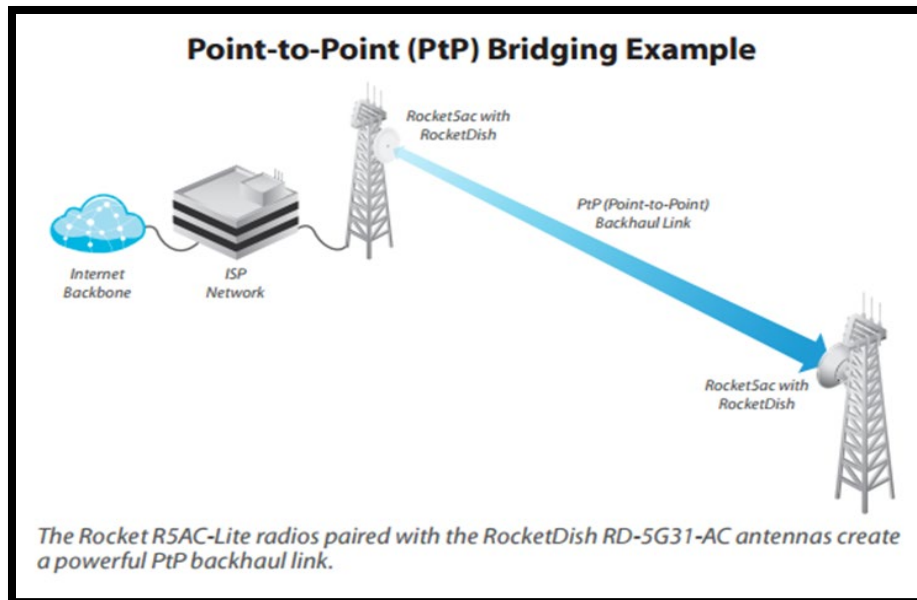 Point-to-Point (PtP) Bridging Example
Rocket5ac with
RocketDish
PtP (Point-to-Point)
Backhaul Link
Internet
Backbone
ISP
Network
Rocket5ac with
RocketDish
The Rocket R5AC-Lite radios paired with the RocketDish RD-5G31-AC antennas create
a powerful PtP backhaul link.